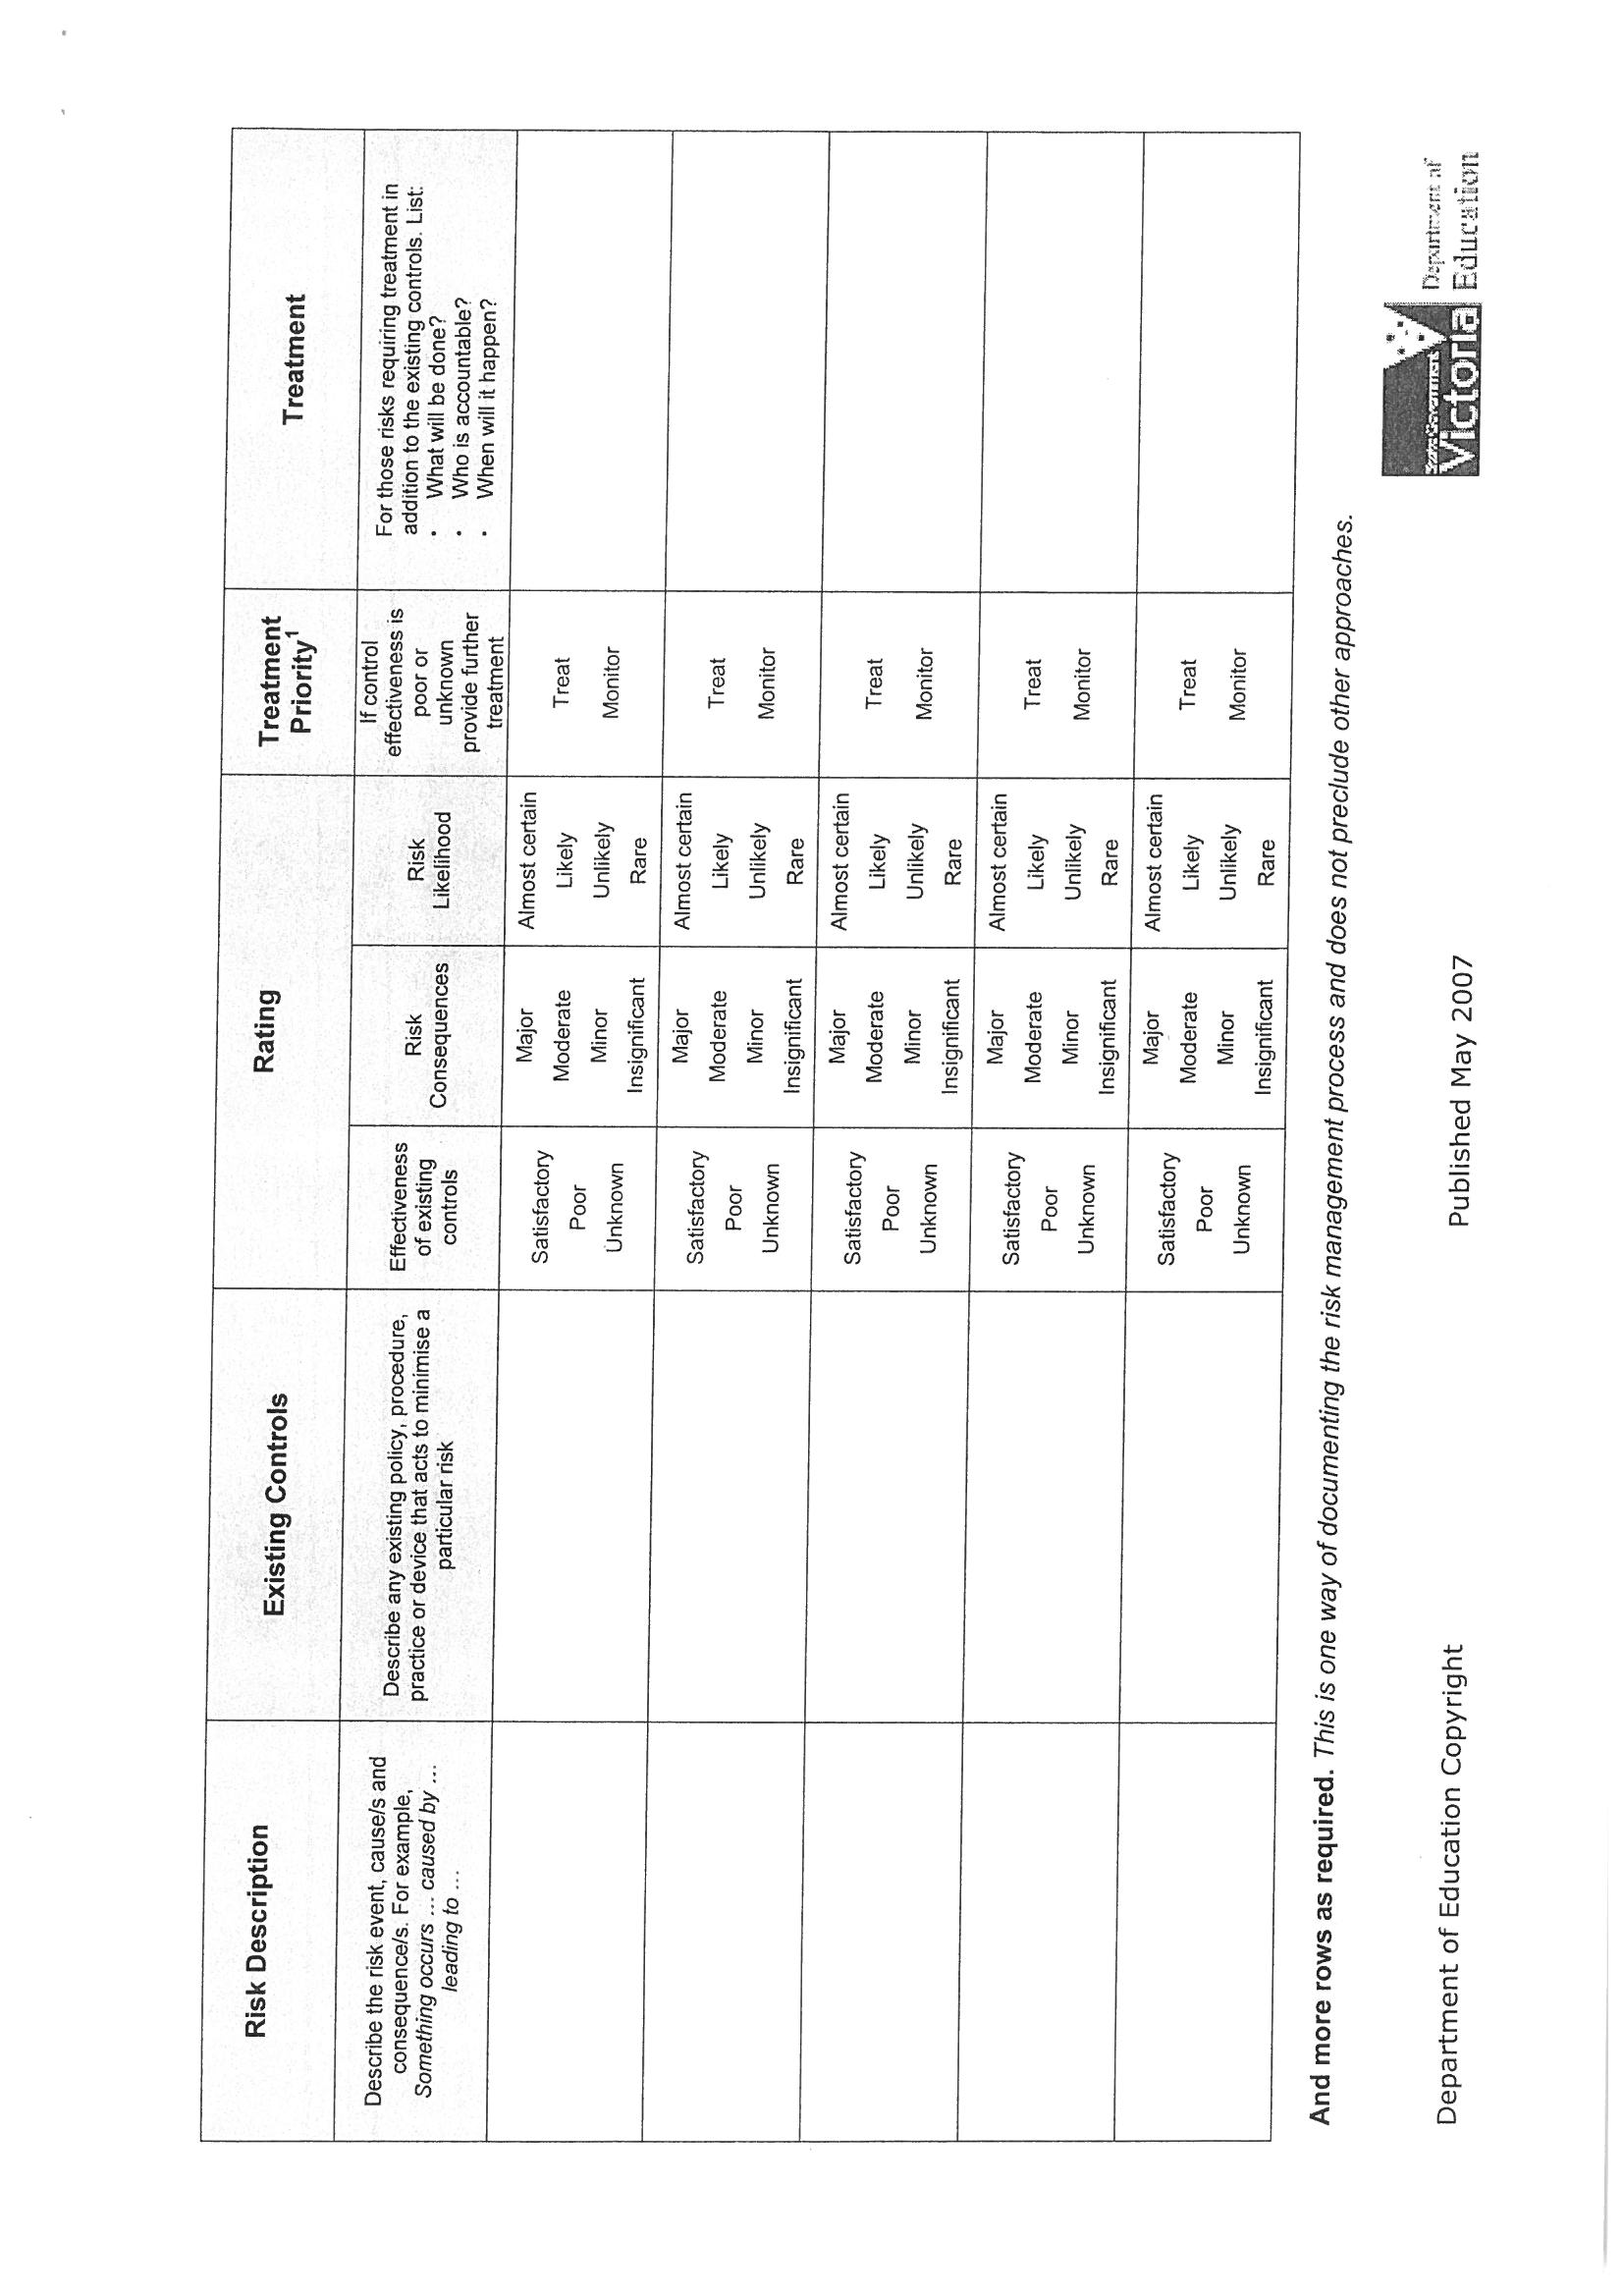 Risk Description
Existing Controls
Rating
Treatment
Priority1
Treatment
Describe the risk event, cause/s and
consequence/s. For example,
Something occurs ... caused by ...
leading to ...
Describe any existing policy, procedure,
practice or device that acts to minimise a
particular risk
Effectiveness
of existing
controls
Risk
Consequences
Risk
Likelihood
If control
effectiveness is
poor or
unknown
provide further
treatment
For those risks requiring treatment in
addition to the existing controls. List:
• What will be done?
• Who is accountable?
• When will it happen?
Satisfactory
Poor
Unknown
Major
Moderate
Minor
Insignificant
Almost certain
Likely
Unlikely
Rare
Treat
Monitor
Satisfactory
Poor
Unknown
Major
Moderate
Minor
Insignificant
Almost certain
Likely
Unlikely
Rare
Treat
Monitor
Satisfactory
Poor
Unknown
Major
Moderate
Minor
Insignificant
Almost certain
Likely
Unlikely
Rare
Treat
Monitor
Satisfactory
Poor
Unknown
Major
Moderate
Minor
Insignificant
Almost certain
Likely
Unlikely
Rare
Treat
Monitor
Satisfactory
Poor
Unknown
Major
Moderate
Minor
Insignificant
Almost certain
Likely
Unlikely
Rare
Treat
Monitor
And more rows as required. This is one way of documenting the risk management process and does not preclude other approaches.
Department of Education Copyright
Published May 2007
State Government
Victoria
Department of
Education